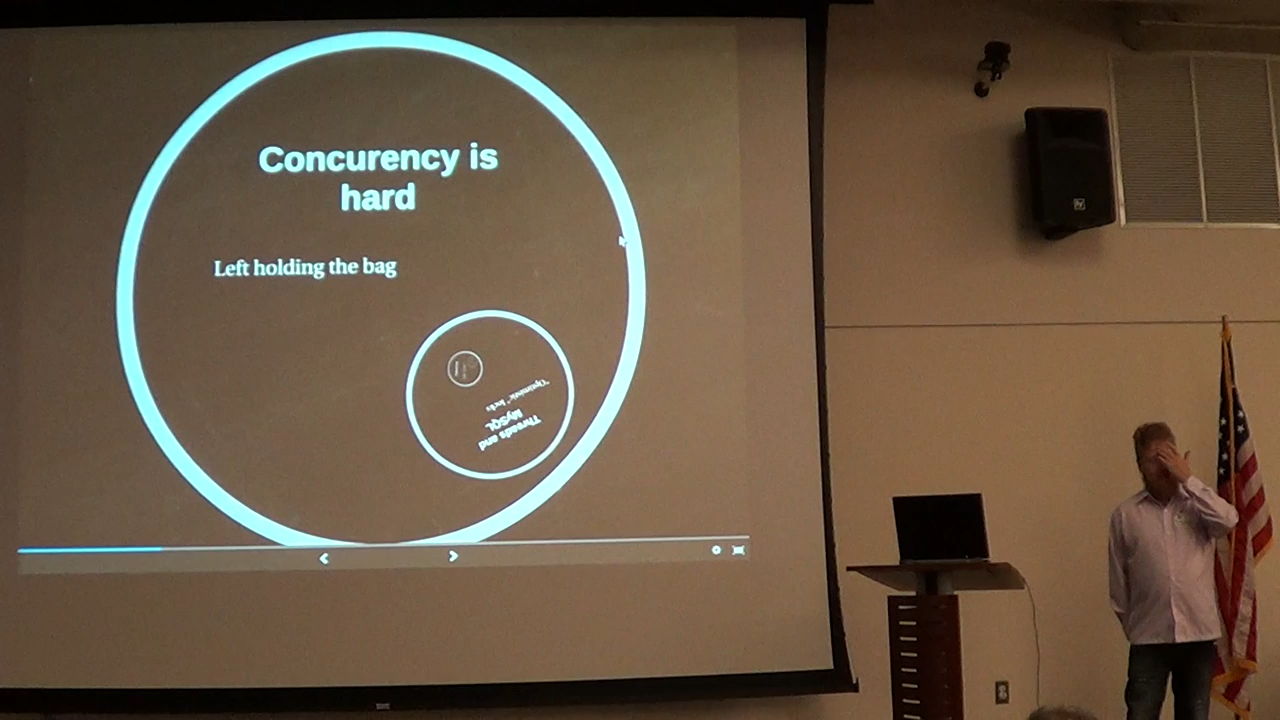 Concurency is
hard
Left holding the bag
Threads and
MySQL
"Optimistic" locks